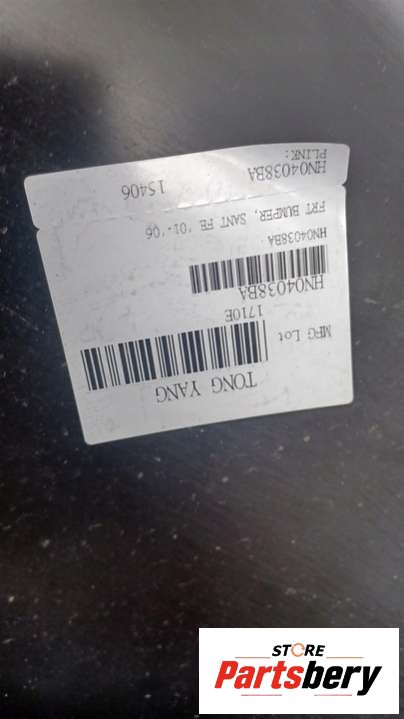 TONG YANG
MFG Lot
1710E
HN04038BA
HN04038BA
FRT BUMPER, SANT FE '01-'06
PLINK:
HN04038BA
15406
STORE
Partsbery